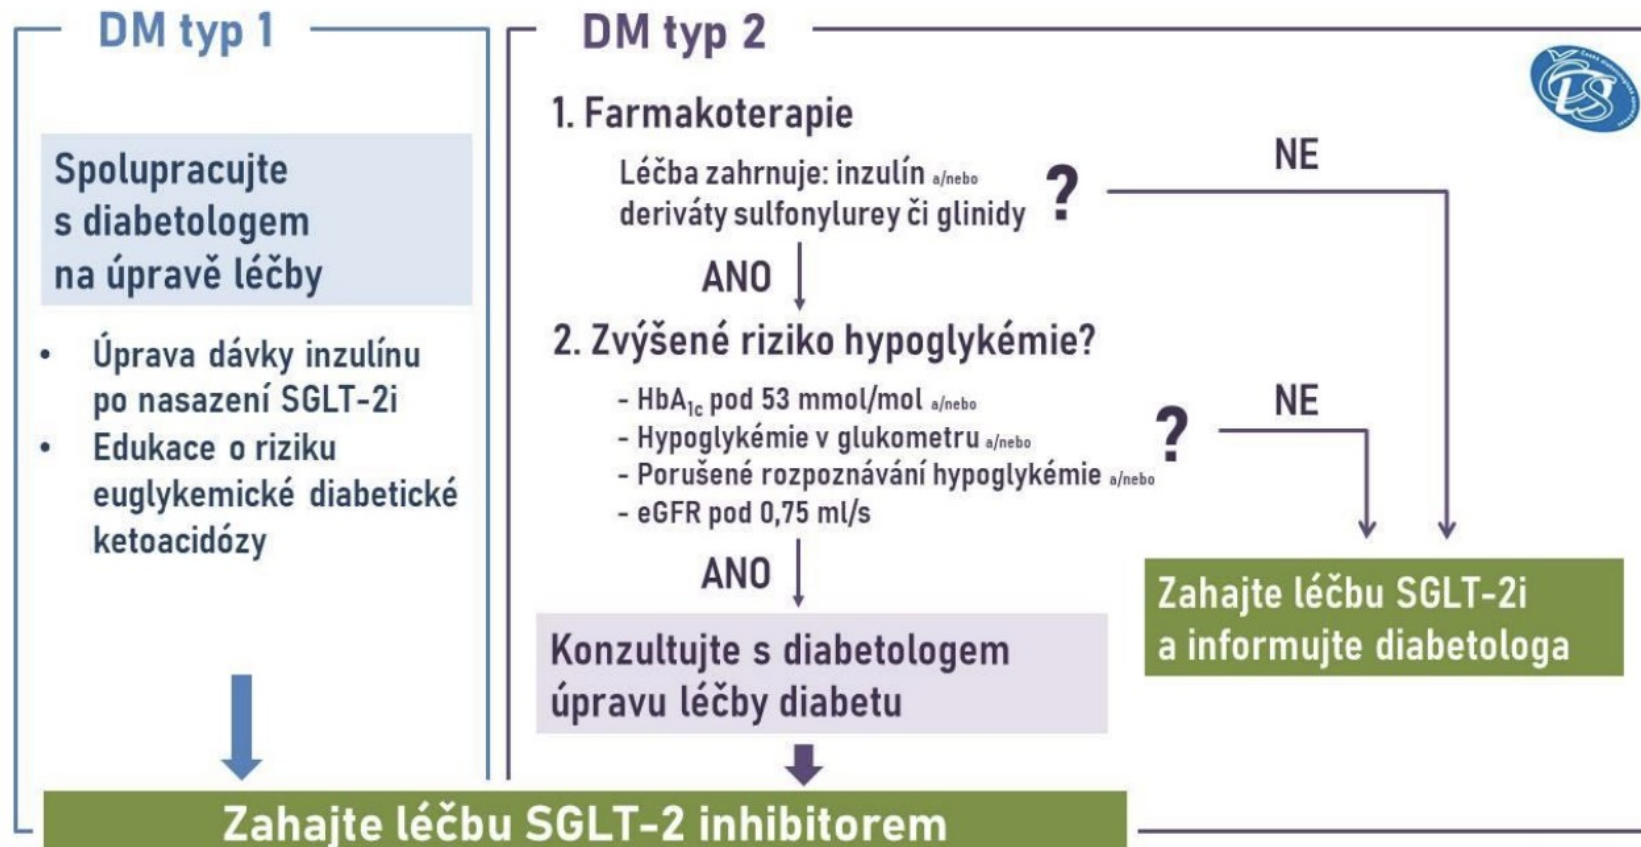 DM typ 1
Spolupracujte
s diabetologem
na úpravě léčby
• Úprava dávky inzulínu
po nasazení SGLT-2i
• Edukace o riziku
euglykemické diabetické
ketoacidózy
DM typ 2
1. Farmakoterapie
Léčba zahrnuje: inzulín a/nebo
deriváty sulfonylurey či glinidy ?
NE
ANO
2. Zvýšené riziko hypoglykémie?
- HbA1c pod 53 mmol/mol a/nebo
- Hypoglykémie v glukometru a/nebo
- Porušené rozpoznávání hypoglykémie a/nebo
- eGFR pod 0,75 ml/s
?
NE
ANO
Konzultujte s diabetologem
úpravu léčby diabetu
Zahajte léčbu SGLT-2i
a informujte diabetologa
Zahajte léčbu SGLT-2 inhibitorem